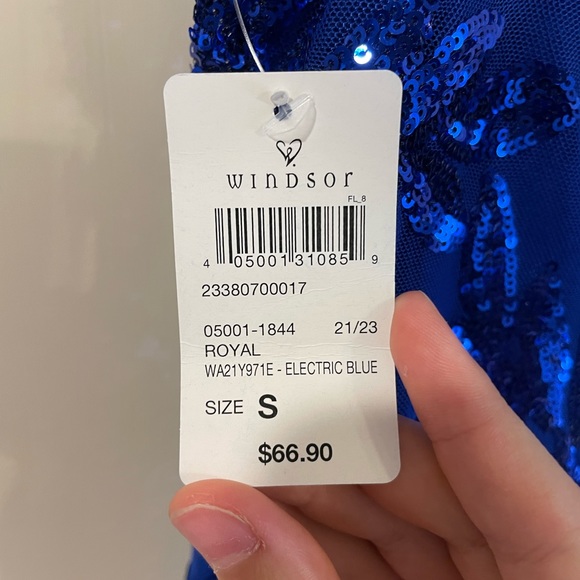 W.
WINDSOR
FL_8
4 05001 31085 9
23380700017
05001-1844 21/23
ROYAL
WA21Y971E - ELECTRIC BLUE
SIZE S
$66.90